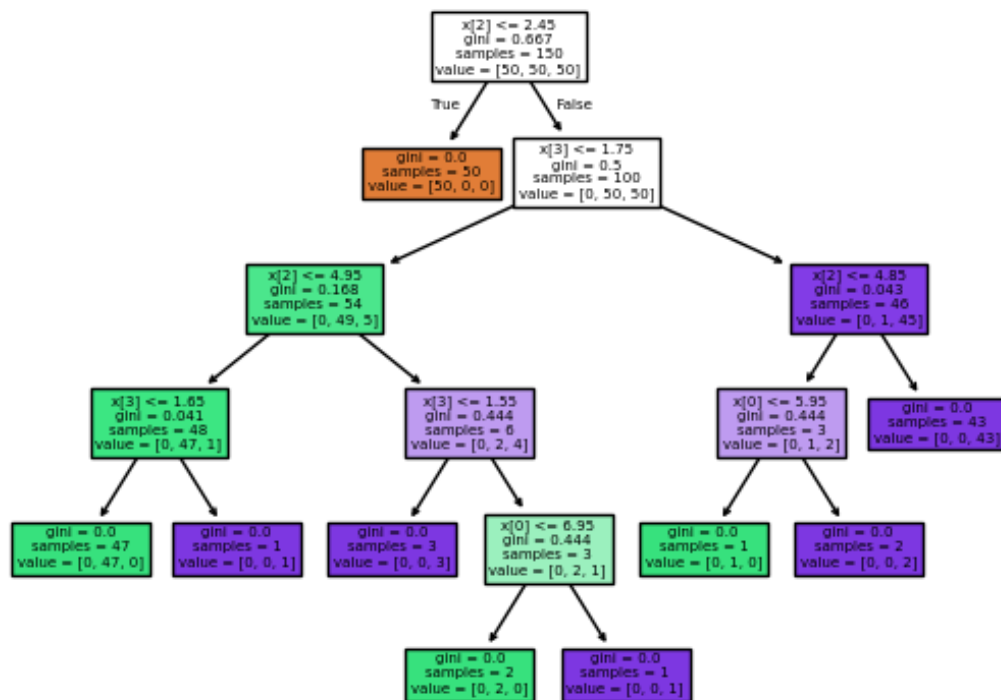 x[2] <= 2.45
gini = 0.667
samples = 150
value = [50, 50, 50]
True
False
gini = 0.0
samples = 50
value = [50, 0, 0]
x[3] <= 1.75
gini = 0.5
samples = 100
value = [0, 50, 50]
x[2] <= 4.95
gini = 0.168
samples = 54
value = [0, 49, 5]
x[2] <= 4.85
gini = 0.043
samples = 46
value = [0, 1, 45]
x[3] <= 1.65
gini = 0.041
samples = 48
value = [0, 47, 1]
x[3] <= 1.55
gini = 0.444
samples = 6
value = [0, 2, 4]
x[0] <= 5.95
gini = 0.444
samples = 3
value = [0, 1, 2]
gini = 0.0
samples = 43
value = [0, 0, 43]
gini = 0.0
samples = 47
value = [0, 47, 0]
gini = 0.0
samples = 1
value = [0, 0, 1]
gini = 0.0
samples = 3
value = [0, 0, 3]
x[0] <= 6.95
gini = 0.444
samples = 3
value = [0, 2, 1]
gini = 0.0
samples = 1
value = [0, 1, 0]
gini = 0.0
samples = 2
value = [0, 0, 2]
gini = 0.0
samples = 2
value = [0, 2, 0]
gini = 0.0
samples = 1
value = [0, 0, 1]